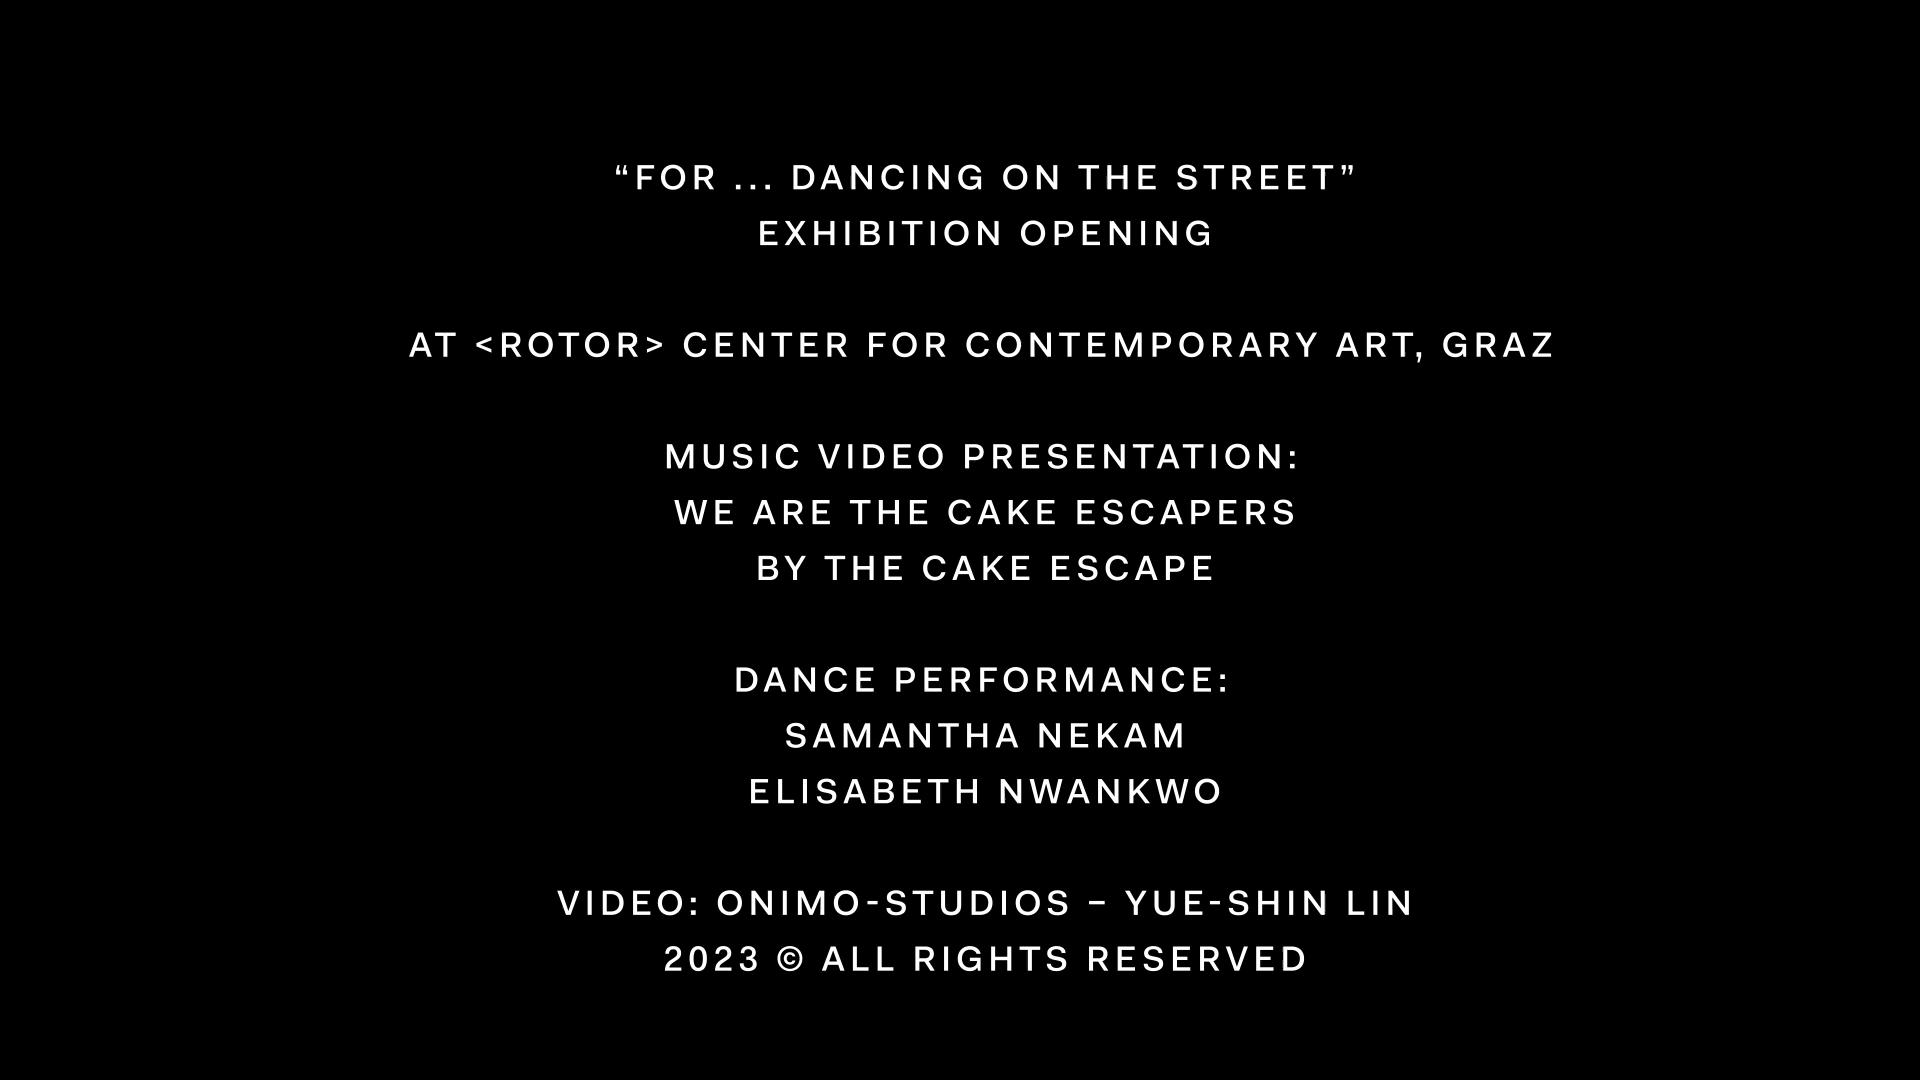 “FOR ... DANCING ON THE STREET”
EXHIBITION OPENING
AT <ROTOR> CENTER FOR CONTEMPORARY ART, GRAZ
MUSIC VIDEO PRESENTATION:
WE ARE THE CAKE ESCAPERS
BY THE CAKE ESCAPE
DANCE PERFORMANCE:
SAMANTHA NEKAM
ELISABETH NWANKWO
VIDEO: ONIMO-STUDIOS – YUE-SHIN LIN
2023 © ALL RIGHTS RESERVED